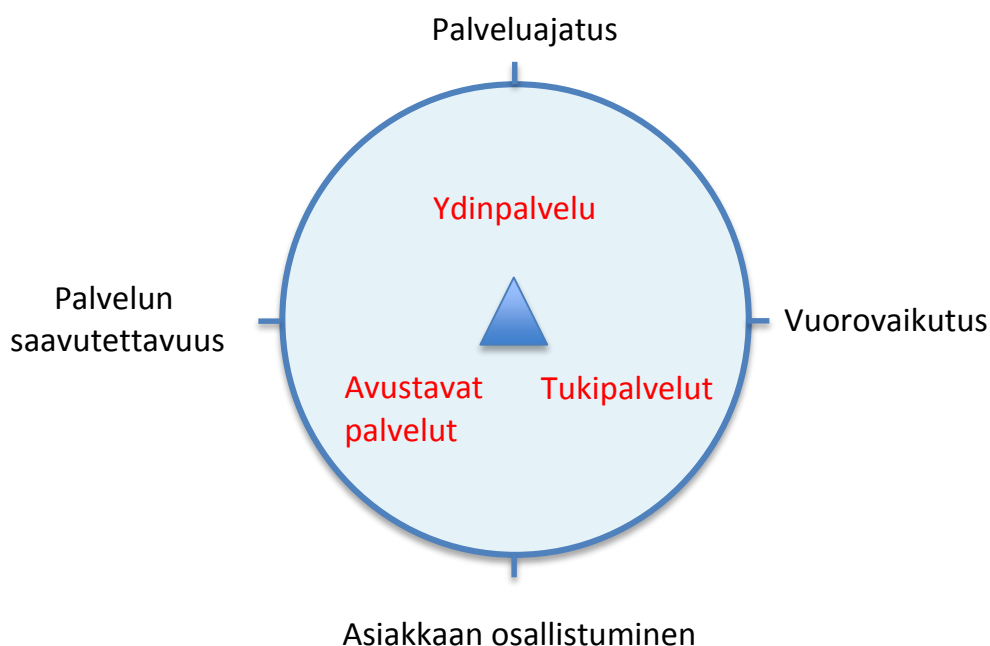 Palveluajatus
Ydinpalvelu
Palvelun
saavutettavuus
Vuorovaikutus
Avustavat
palvelut
Tukipalvelut
Asiakkaan osallistuminen